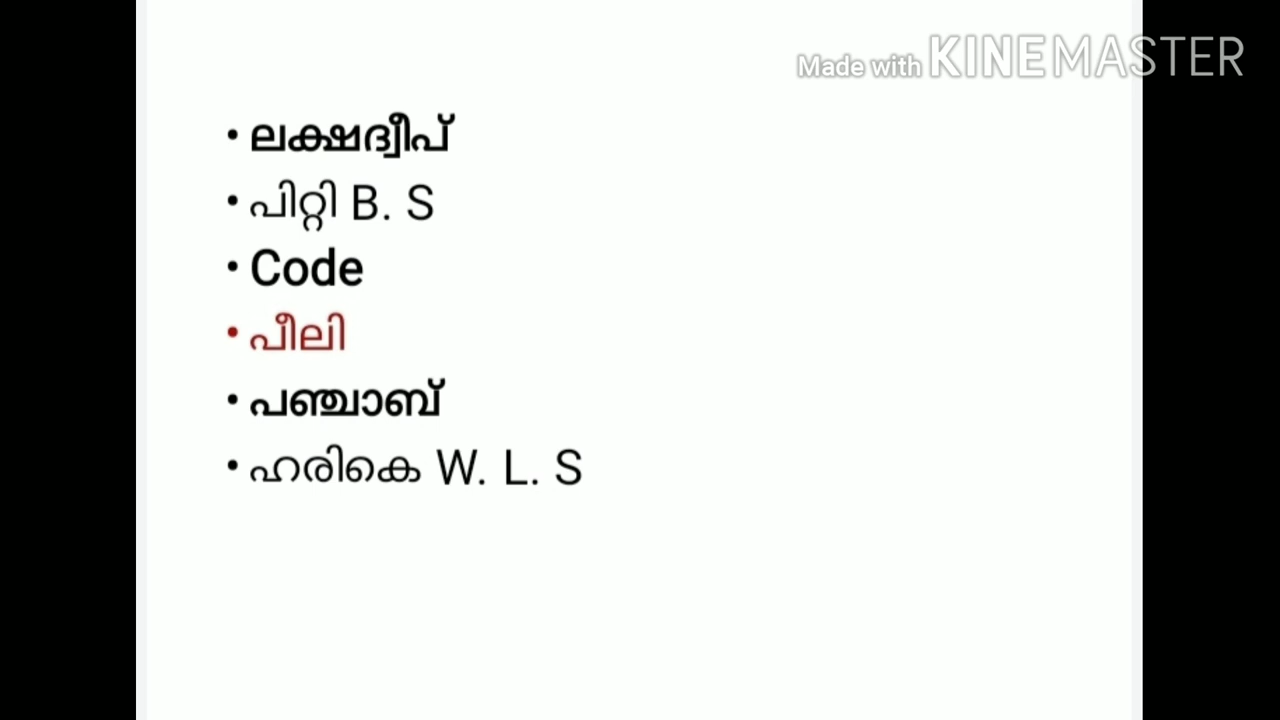 Made with KINEMASTER
• ലക്ഷദ്വീപ്
• പിറ്റി B. S
• Code
• പീലി
• പഞ്ചാബ്
• ഹരികെ W. L. S